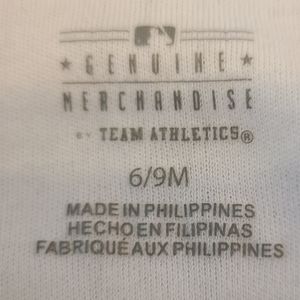 ★ GENUINE ★
MERCHANDISE
BY TEAM ATHLETICS®
6/9M
MADE IN PHILIPPINES
HECHO EN FILIPINAS
FABRIQUÉ AUX PHILIPPINES